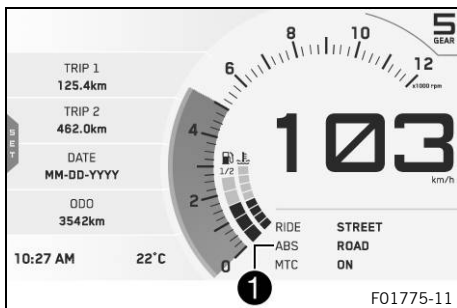 5
GEAR
TRIP 1
125.4km
TRIP 2
462.0km
DATE
MM-DD-YYYY
ODO
3542km
10:27 AM
22°C
SET
0
2
4
6
8
10
12
x1000 rpm
1/2
103
km/h
RIDE STREET
ABS ROAD
MTC ON
1
F01775-11